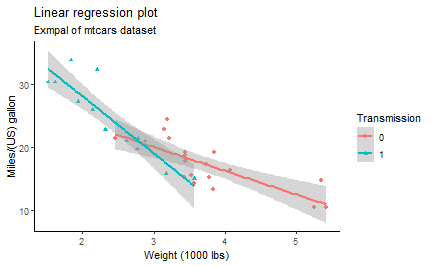 Linear regression plot
Exmpal of mtcars dataset
Miles/(US) gallon
30
20
10
2
3
4
5
Weight (1000 lbs)
Transmission
0
1